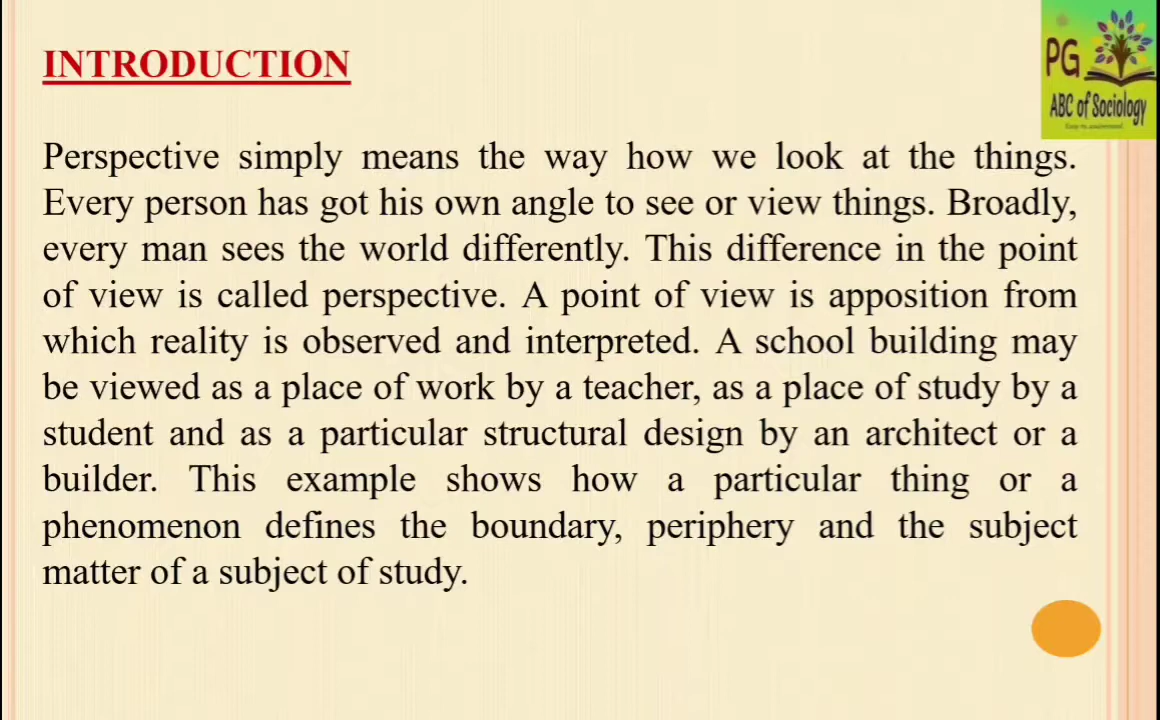 INTRODUCTION
PG
ABC of Sociology
Perspective simply means the way how we look at the things.
Every person has got his own angle to see or view things. Broadly,
every man sees the world differently. This difference in the point
of view is called perspective. A point of view is apposition from
which reality is observed and interpreted. A school building may
be viewed as a place of work by a teacher, as a place of study by a
student and as a particular structural design by an architect or a
builder. This example shows how a particular thing or a
phenomenon defines the boundary, periphery and the subject
matter of a subject of study.